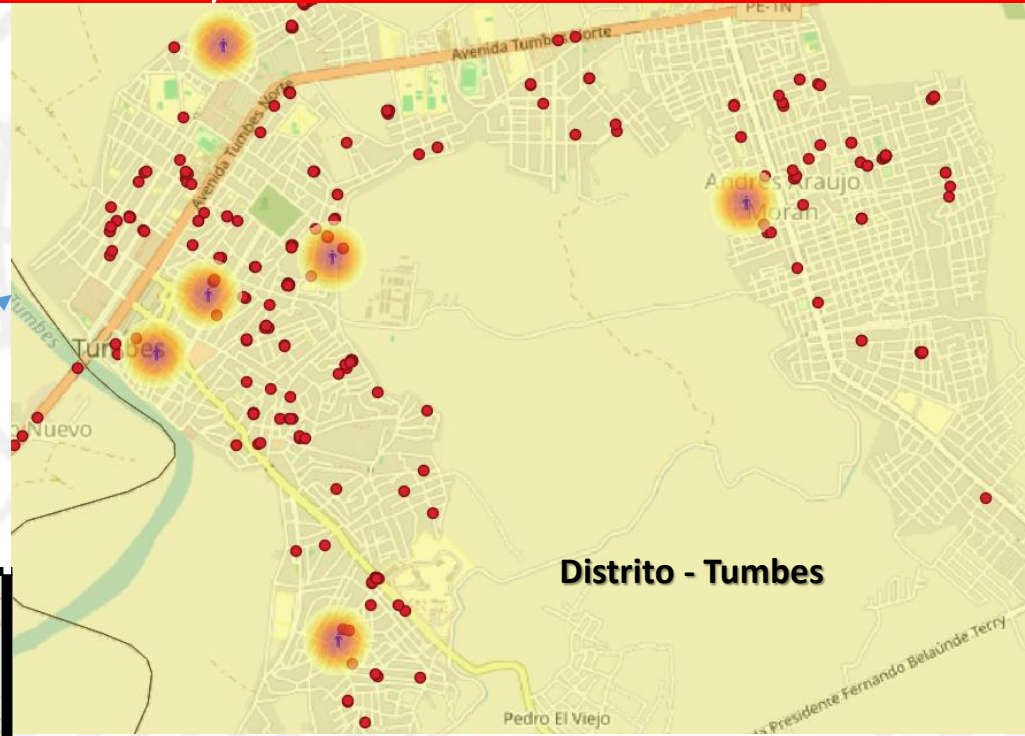 PE-1N
Avenida Tumbes Norte
Avenida Tumbes Norte
Andrés Araujo
Morán
Tumbes
Tumbes
Nuevo
Distrito - Tumbes
Pedro El Viejo
Presidente Fernando Belaúnde Terry